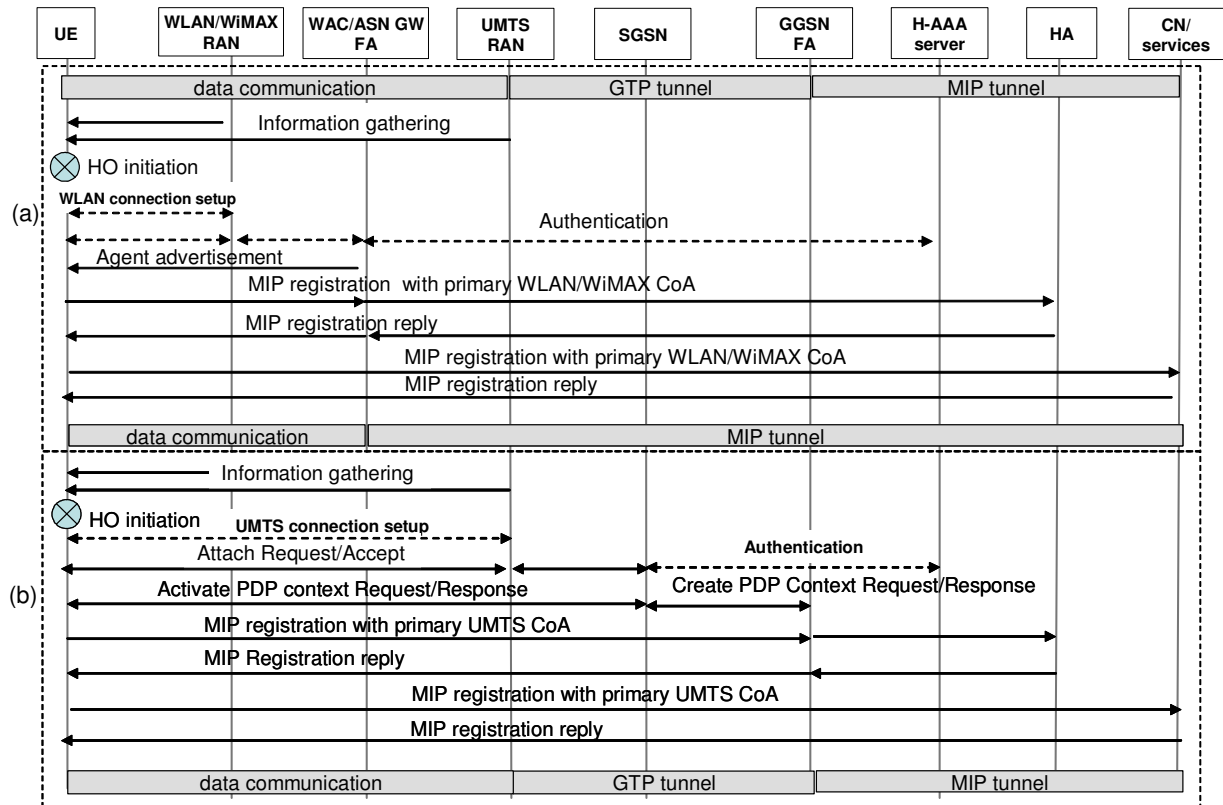 UE
WLAN/WiMAX
RAN
WAC/ASN GW
FA
UMTS
RAN
SGSN
GGSN
FA
H-AAA
server
HA
CN/
services
data communication
GTP tunnel
MIP tunnel
Information gathering
HO initiation
WLAN connection setup
(a)
Authentication
Agent advertisement
MIP registration with primary WLAN/WiMAX CoA
MIP registration reply
MIP registration with primary WLAN/WiMAX CoA
MIP registration reply
data communication
MIP tunnel
Information gathering
HO initiation
UMTS connection setup
Attach Request/Accept
Authentication
Activate PDP context Request/Response
Create PDP Context Request/Response
(b)
MIP registration with primary UMTS CoA
MIP Registration reply
MIP registration with primary UMTS CoA
MIP registration reply
data communication
GTP tunnel
MIP tunnel